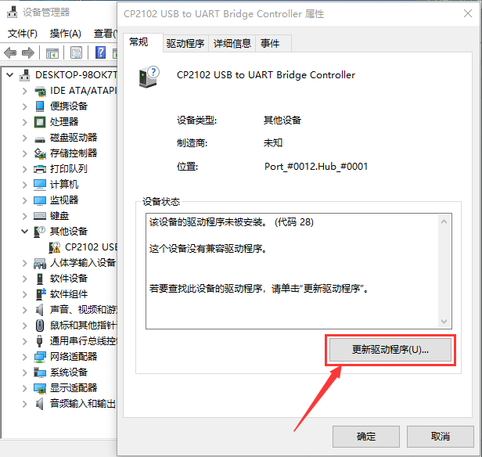 设备管理器
文件(F) 操作(A) 查看(
DESKTOP-98OK7T
IDE ATA/ATAPI
便携设备
处理器
磁盘驱动器
存储控制器
打印队列
计算机
监视器
键盘
其他设备
CP2102 USB
人体学输入设备
软件设备
软件组件
声音、视频和游
鼠标和其他指针
通用串行总线控
网络适配器
系统设备
显示适配器
音频输入和输出
CP2102 USB to UART Bridge Controller 属性
常规 驱动程序 详细信息 事件
CP2102 USB to UART Bridge Controller
设备类型: 其他设备
制造商: 未知
位置: Port_#0012.Hub_#0001
设备状态
该设备的驱动程序未被安装。 (代码 28)
这个设备没有兼容驱动程序。
若要查找此设备的驱动程序，请单击“更新驱动程序”。
更新驱动程序(U)...
确定 取消